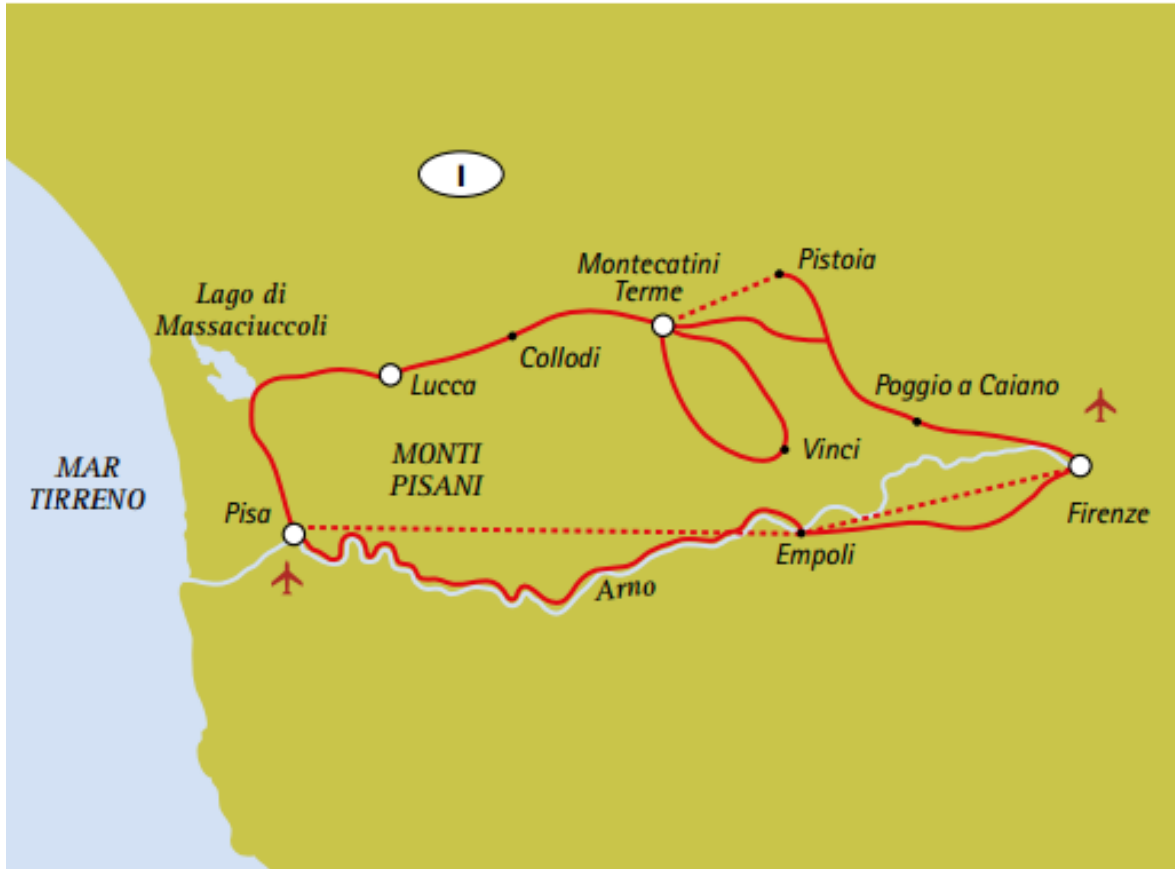 I
Pistoia
Montecatini
Terme
Lago di
Massaciuccoli
Collodi
Lucca
Poggio a Caiano
MONTI
PISANI
Vinci
MAR
TIRRENO
Pisa
Firenze
Empoli
Arno